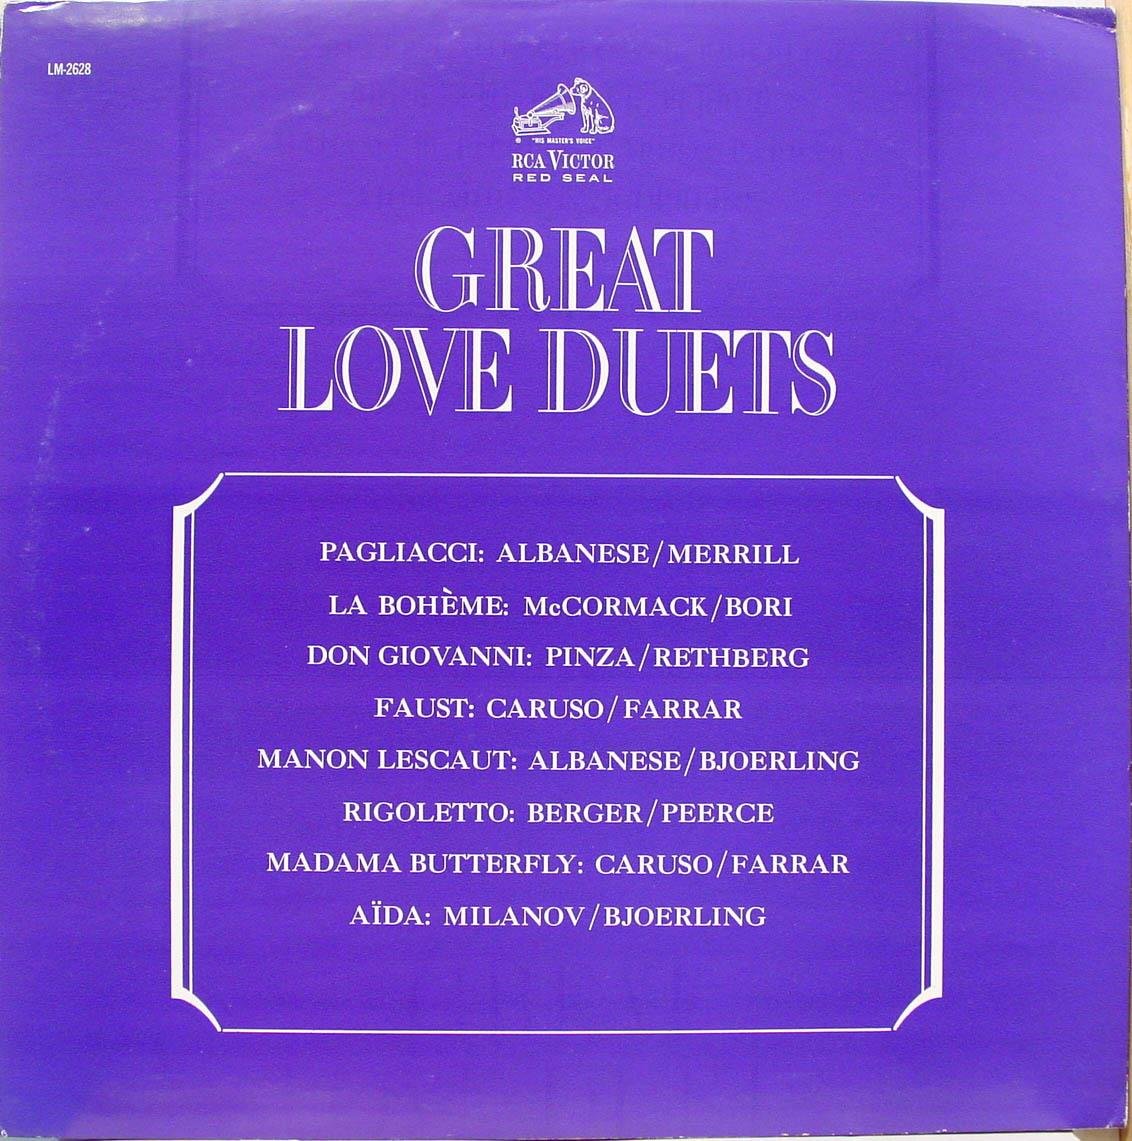 LM-2628
"HIS MASTER'S VOICE"
RCA VICTOR
RED SEAL
GREAT
LOVE DUETS
PAGLIACCI: ALBANESE/MERRILL
LA BOHÈME: McCORMACK/BORI
DON GIOVANNI: PINZA/RETHBERG
FAUST: CARUSO/FARRAR
MANON LESCAUT: ALBANESE/BJOERLING
RIGOLETTO: BERGER/PEERCE
MADAMA BUTTERFLY: CARUSO/FARRAR
AÏDA: MILANOV/BJOERLING